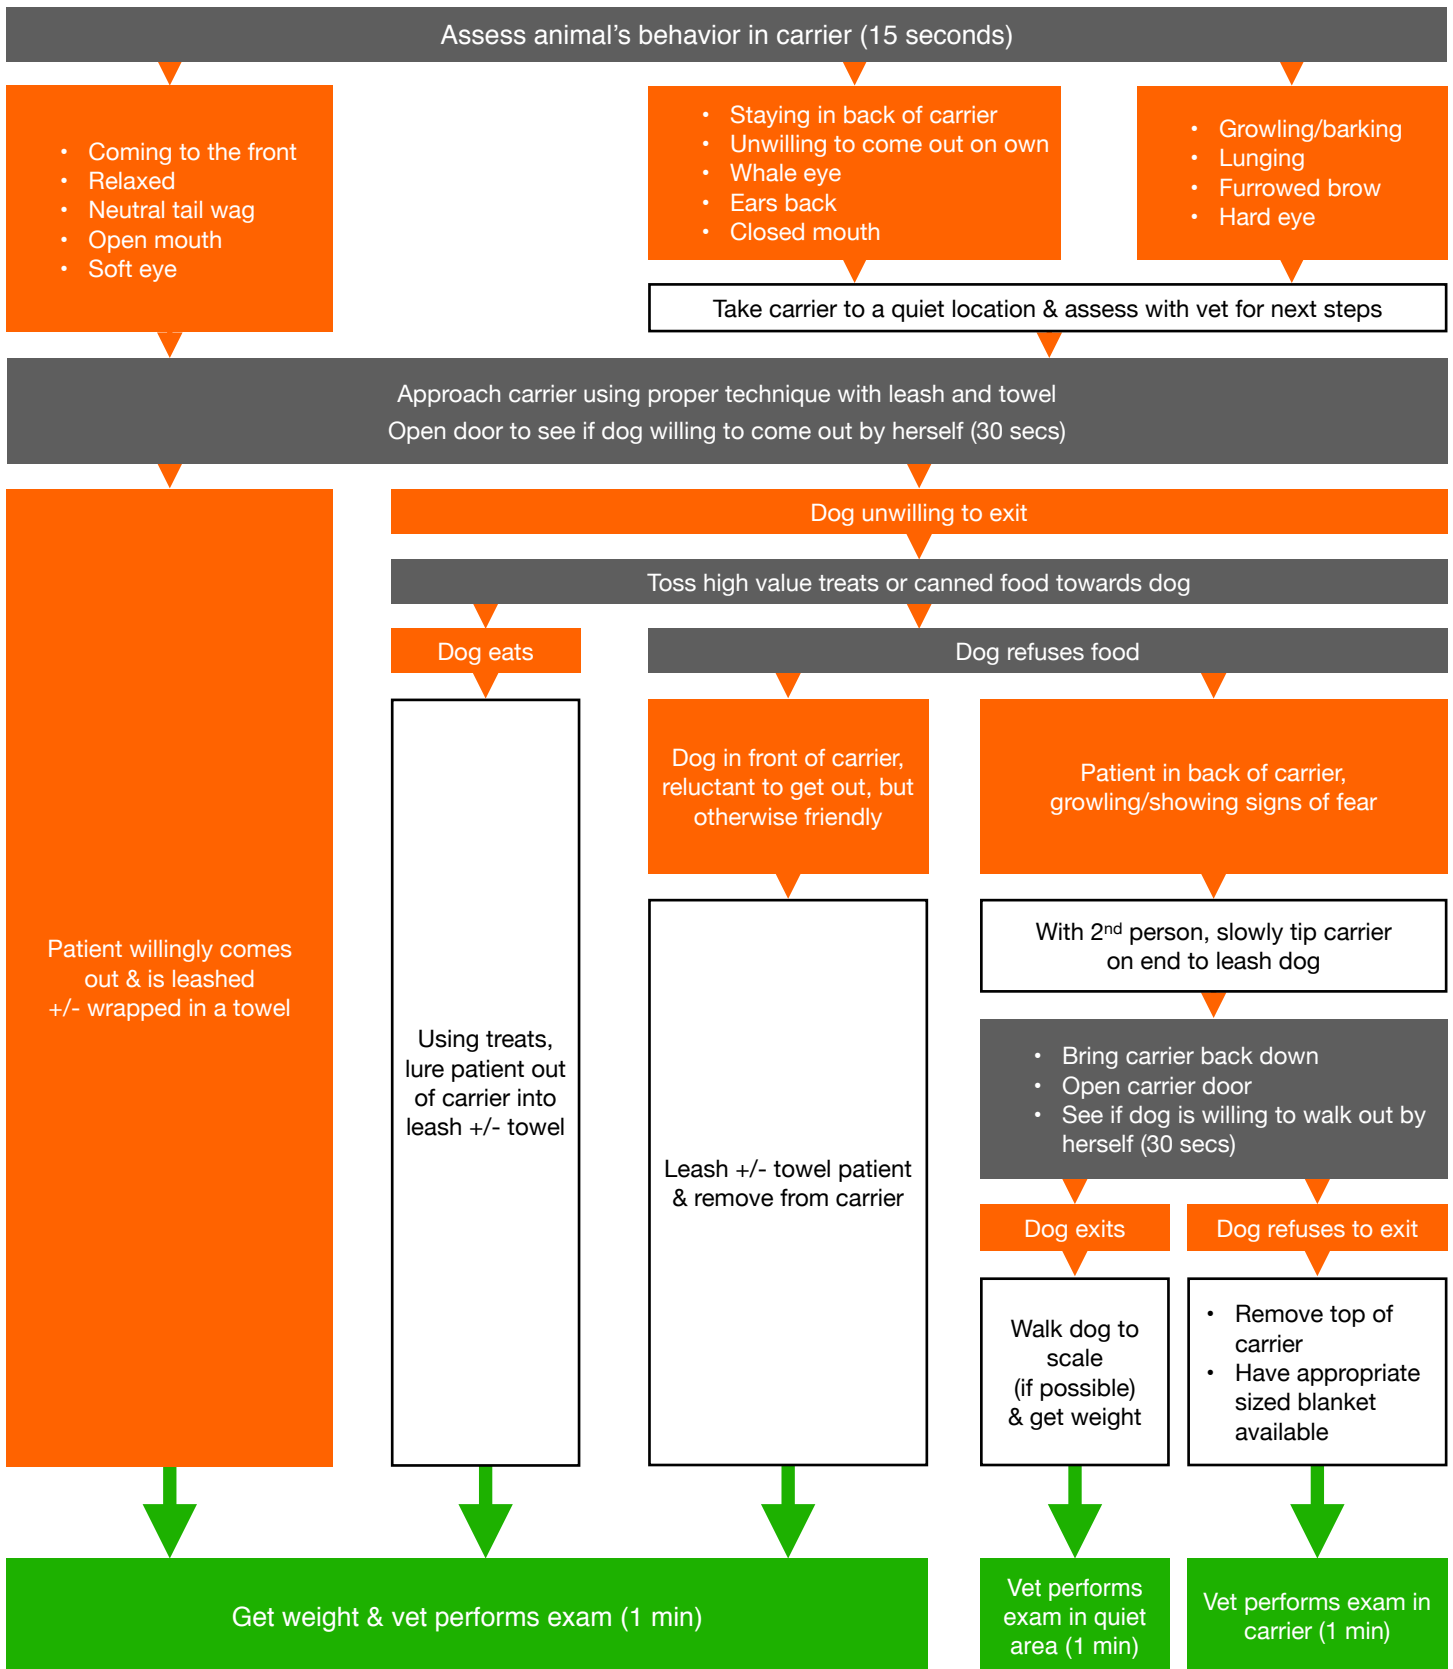 Assess animal’s behavior in carrier (15 seconds)
• Coming to the front
• Relaxed
• Neutral tail wag
• Open mouth
• Soft eye
• Staying in back of carrier
• Unwilling to come out on own
• Whale eye
• Ears back
• Closed mouth
• Growling/barking
• Lunging
• Furrowed brow
• Hard eye
Take carrier to a quiet location & assess with vet for next steps
Approach carrier using proper technique with leash and towel
Open door to see if dog willing to come out by herself (30 secs)
Patient willingly comes
out & is leashed
+/- wrapped in a towel
Dog unwilling to exit
Toss high value treats or canned food towards dog
Dog eats
Using treats,
lure patient out
of carrier into
leash +/- towel
Dog refuses food
Dog in front of carrier,
reluctant to get out, but
otherwise friendly
Leash +/- towel patient
& remove from carrier
Patient in back of carrier,
growling/showing signs of fear
With 2nd person, slowly tip carrier
on end to leash dog
• Bring carrier back down
• Open carrier door
• See if dog is willing to walk out by
herself (30 secs)
Dog exits
Walk dog to
scale
(if possible)
& get weight
Dog refuses to exit
• Remove top of
carrier
• Have appropriate
sized blanket
available
Get weight & vet performs exam (1 min)
Vet performs
exam in quiet
area (1 min)
Vet performs exam in
carrier (1 min)